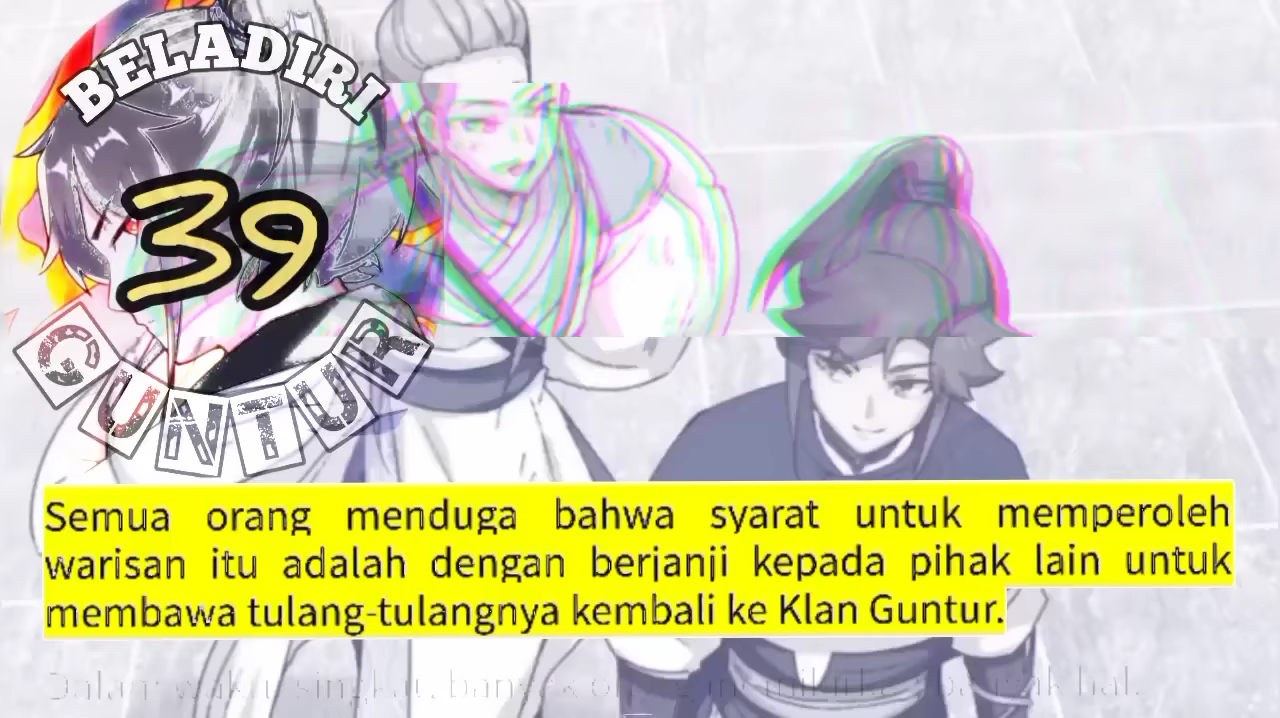 BELADIRI
39
GUNTUR
Semua orang menduga bahwa syarat untuk memperoleh
warisan itu adalah dengan berjanji kepada pihak lain untuk
membawa tulang-tulangnya kembali ke Klan Guntur.